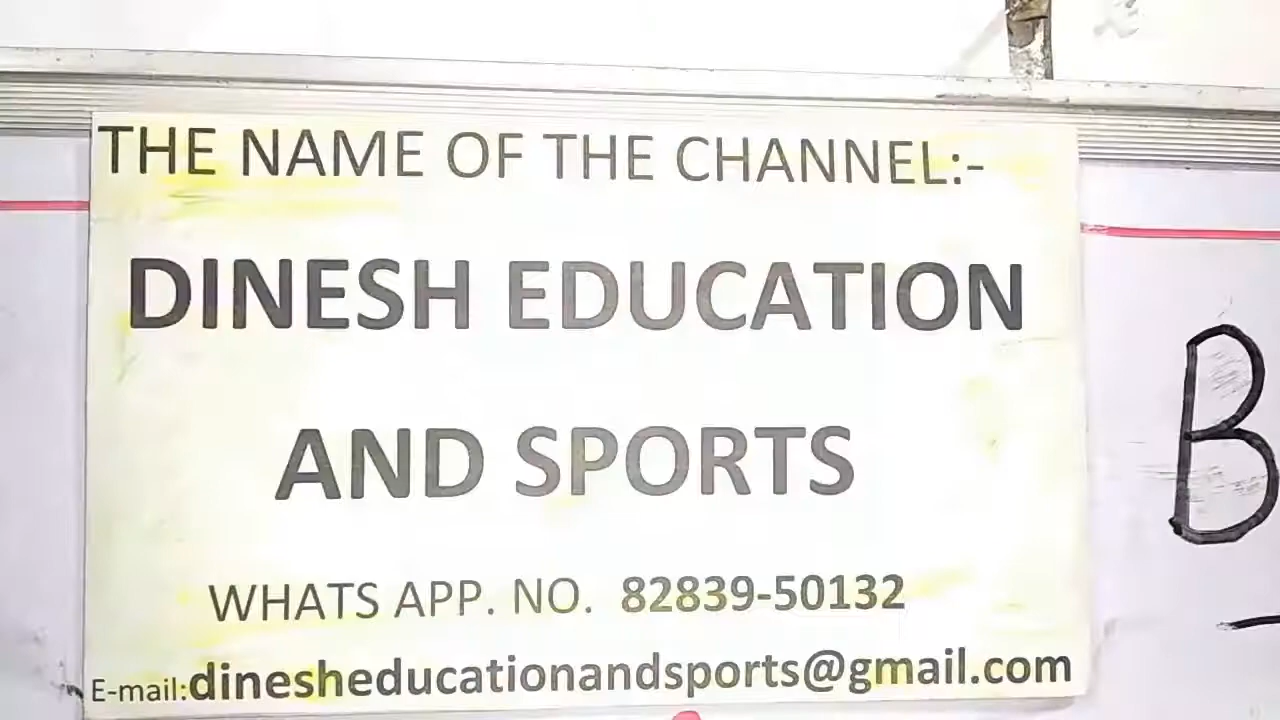 THE NAME OF THE CHANNEL:-
DINESH EDUCATION
AND SPORTS
WHATS APP. NO. 82839-50132
E-mail:dinesheducationandsports@gmail.com
B